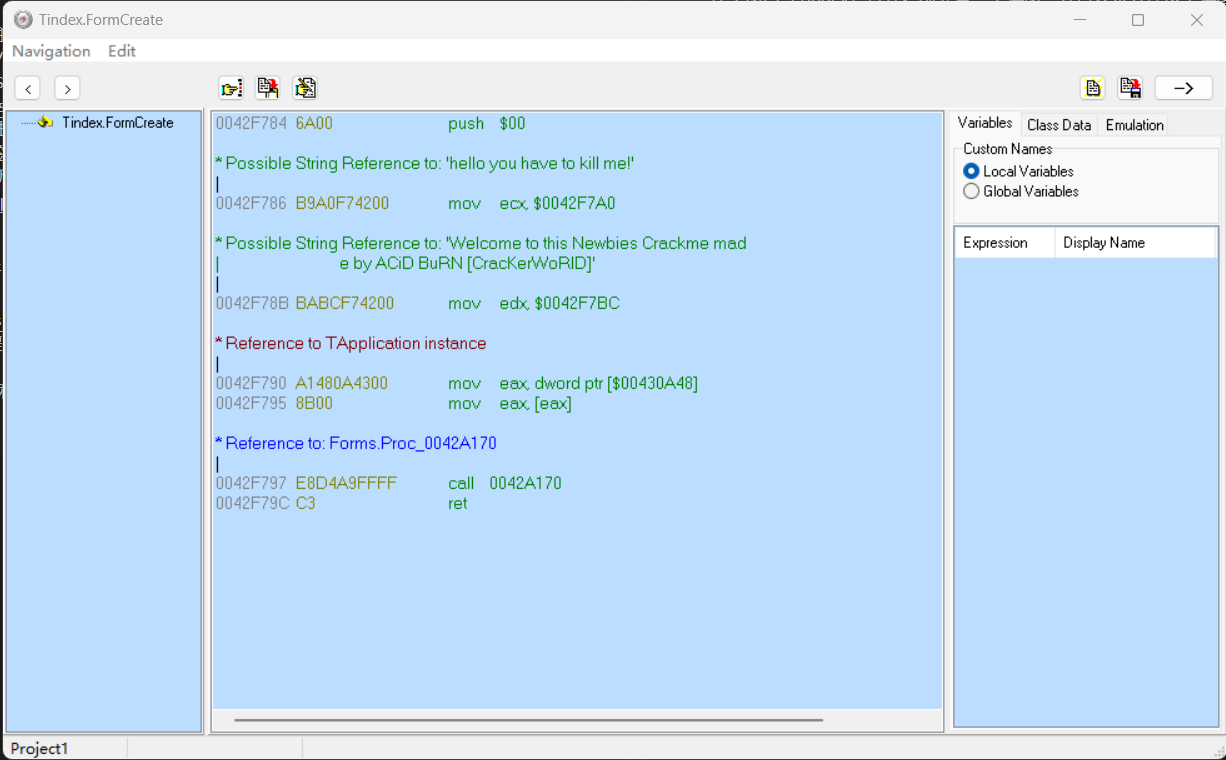 Tindex.FormCreate
Navigation Edit
< >
Tindex.FormCreate
0042F784 6A00 push $00
* Possible String Reference to: 'hello you have to kill me!'
|
0042F786 B9A0F74200 mov ecx, $0042F7A0
* Possible String Reference to: 'Welcome to this Newbies Crackme mad
| e by ACiD BuRN [CracKerWoRlD]'
|
0042F78B BABCF74200 mov edx, $0042F7BC
* Reference to TApplication instance
|
0042F790 A1480A4300 mov eax, dword ptr [$00430A48]
0042F795 8B00 mov eax, [eax]
* Reference to: Forms.Proc_0042A170
|
0042F797 E8D4A9FFFF call 0042A170
0042F79C C3 ret
Variables Class Data Emulation
Custom Names
Local Variables
Global Variables
Expression Display Name
Project1